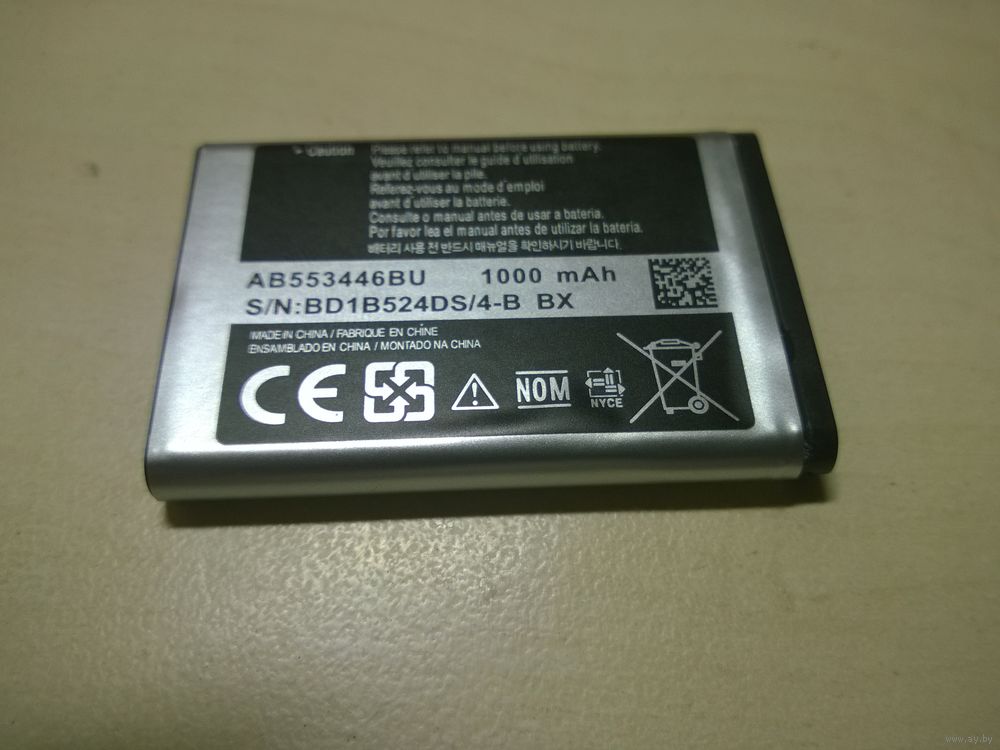 Caution Please refer to manual before using battery.
Veuillez consulter le guide d'utilisation
avant d'utiliser la pile.
Referez-vous au mode d'emploi
avant d'utiliser la batterie.
Consulte o manual antes de usar a bateria.
Por favor lea el manual antes de utilizar la bateria.
배터리 사용 전 반드시 매뉴얼을 확인하시기 바랍니다.
AB553446BU 1000 mAh
S/N:BD1B524DS/4-B BX
MADE IN CHINA / FABRIQUE EN CHINE
ENSAMBLADO EN CHINA / MONTADO NA CHINA
CE NOM NYCE
www.ay.by